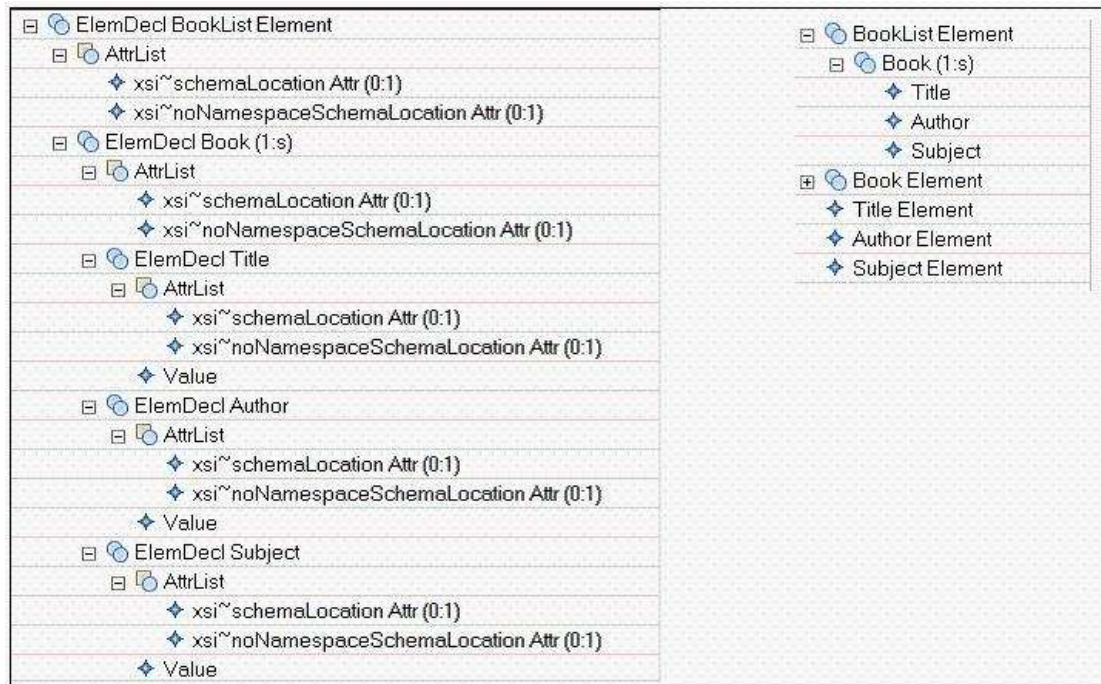 ElemDecl BookList Element
AttrList
xsi~schemaLocation Attr (0:1)
xsi~noNamespaceSchemaLocation Attr (0:1)
ElemDecl Book (1:s)
AttrList
xsi~schemaLocation Attr (0:1)
xsi~noNamespaceSchemaLocation Attr (0:1)
ElemDecl Title
AttrList
xsi~schemaLocation Attr (0:1)
xsi~noNamespaceSchemaLocation Attr (0:1)
Value
ElemDecl Author
AttrList
xsi~schemaLocation Attr (0:1)
xsi~noNamespaceSchemaLocation Attr (0:1)
Value
ElemDecl Subject
AttrList
xsi~schemaLocation Attr (0:1)
xsi~noNamespaceSchemaLocation Attr (0:1)
Value
BookList Element
Book (1:s)
Title
Author
Subject
Book Element
Title Element
Author Element
Subject Element